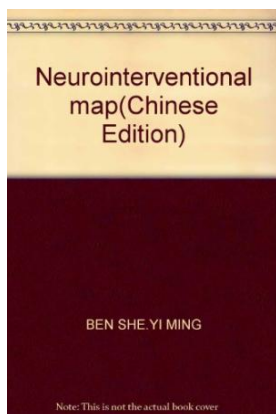 Neurointerventional
map(Chinese
Edition)
BEN SHE.YI MING
Note: This is not the actual book cover